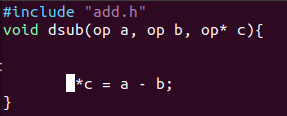 #include "add.h"
void dsub(op a, op b, op* c){
*c = a - b;
}